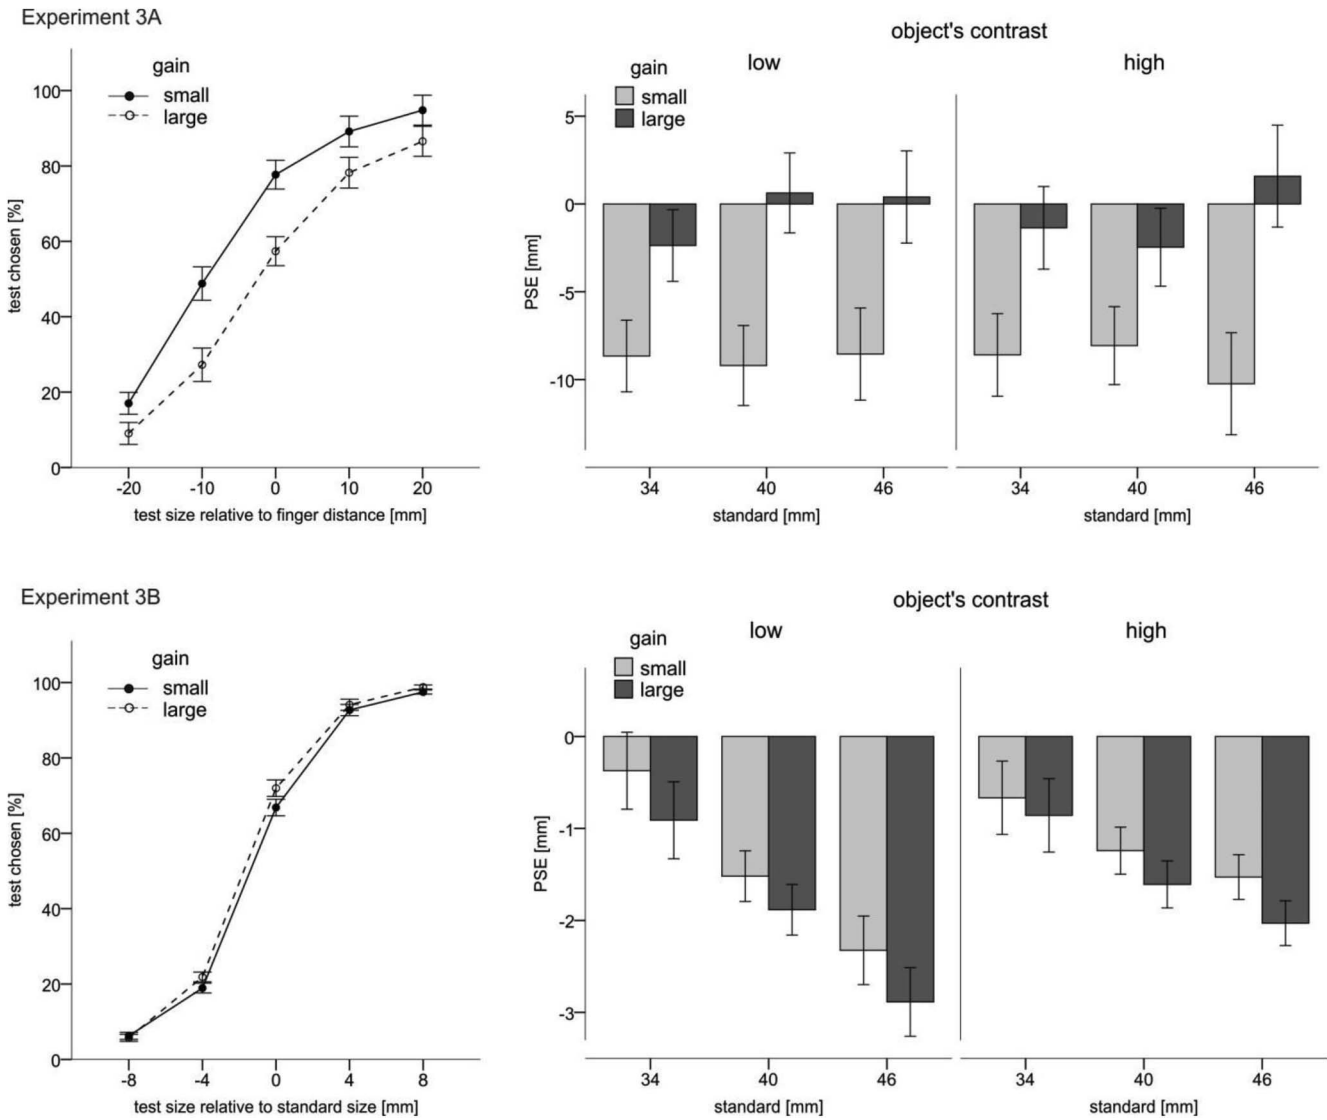 Experiment 3A
gain
small
large
test chosen [%]
100
80
60
40
20
0
-20 -10 0 10 20
test size relative to finger distance [mm]
object's contrast
low high
gain
small
large
PSE [mm]
5
0
-5
-10
34 40 46 34 40 46
standard [mm] standard [mm]
Experiment 3B
gain
small
large
test chosen [%]
100
80
60
40
20
0
-8 -4 0 4 8
test size relative to standard size [mm]
object's contrast
low high
gain
small
large
PSE [mm]
0
-1
-2
-3
34 40 46 34 40 46
standard [mm] standard [mm]